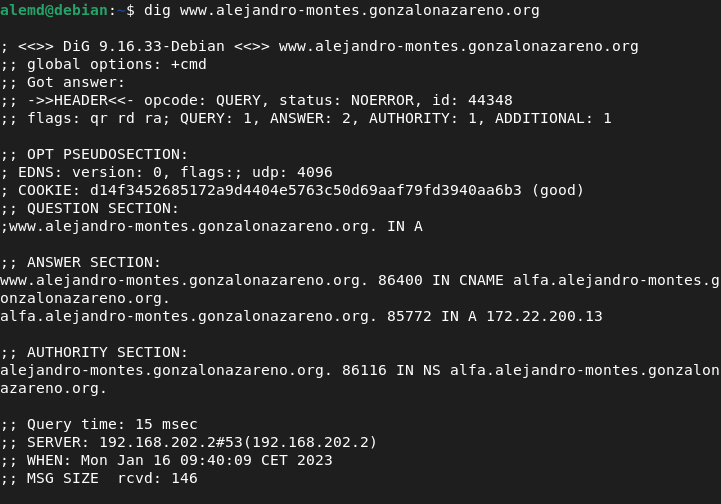 alemd@debian:~$ dig www.alejandro-montes.gonzalonazareno.org

; <<>> DiG 9.16.33-Debian <<>> www.alejandro-montes.gonzalonazareno.org
;; global options: +cmd
;; Got answer:
;; ->>HEADER<<- opcode: QUERY, status: NOERROR, id: 44348
;; flags: qr rd ra; QUERY: 1, ANSWER: 2, AUTHORITY: 1, ADDITIONAL: 1

;; OPT PSEUDOSECTION:
; EDNS: version: 0, flags:; udp: 4096
; COOKIE: d14f3452685172a9d4404e5763c50d69aaf79fd3940aa6b3 (good)
;; QUESTION SECTION:
;www.alejandro-montes.gonzalonazareno.org. IN A

;; ANSWER SECTION:
www.alejandro-montes.gonzalonazareno.org. 86400 IN CNAME alfa.alejandro-montes.g
onzalonazareno.org.
alfa.alejandro-montes.gonzalonazareno.org. 85772 IN A 172.22.200.13

;; AUTHORITY SECTION:
alejandro-montes.gonzalonazareno.org. 86116 IN NS alfa.alejandro-montes.gonzalon
azareno.org.

;; Query time: 15 msec
;; SERVER: 192.168.202.2#53(192.168.202.2)
;; WHEN: Mon Jan 16 09:40:09 CET 2023
;; MSG SIZE  rcvd: 146